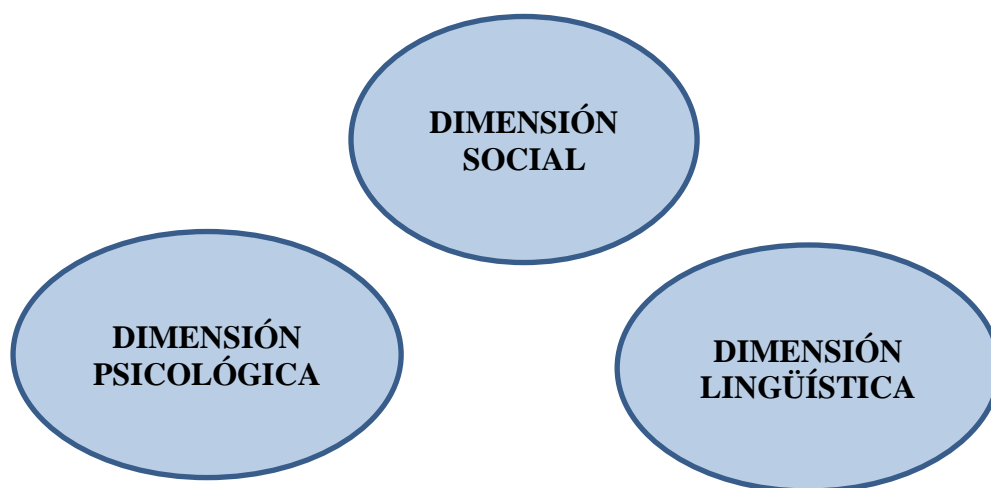 DIMENSIÓN
SOCIAL
DIMENSIÓN
PSICOLÓGICA
DIMENSIÓN
LINGÜÍSTICA